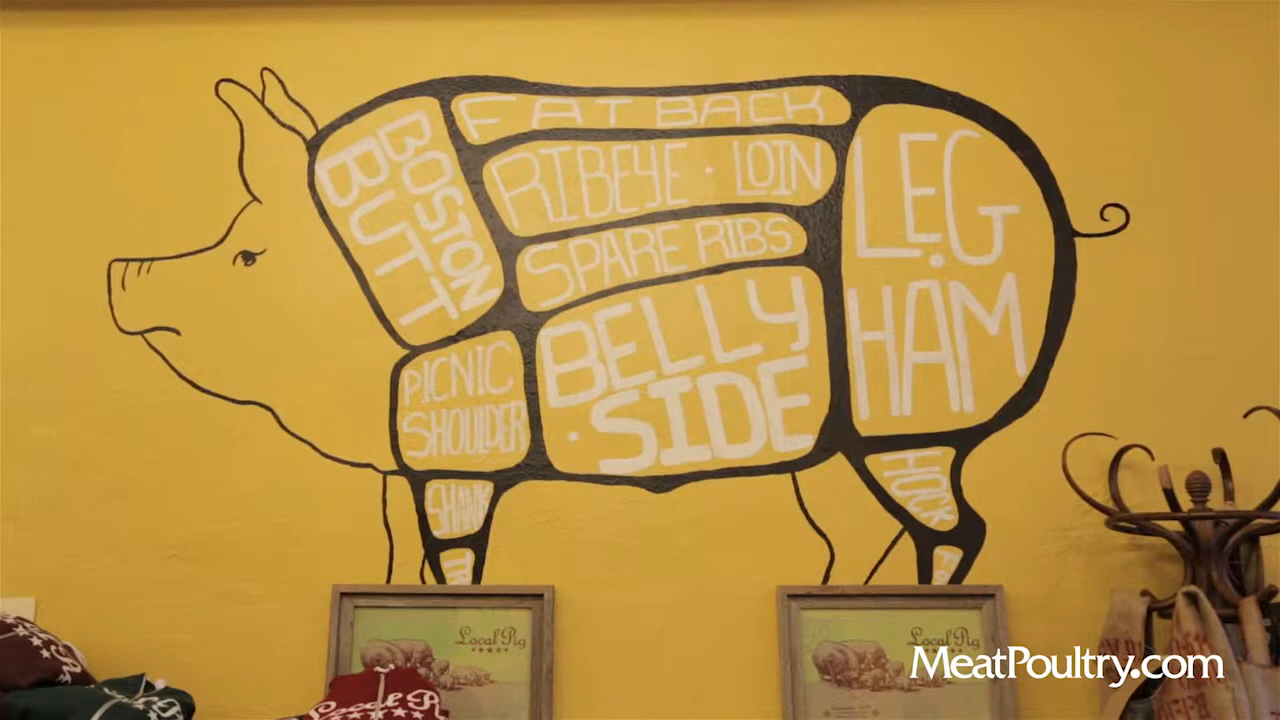 FAT BACK
BOSTON
BUTT
RIBEYE · LOIN
SPARE RIBS
LEG
HAM
BELLY
· SIDE
PICNIC
SHOULDER
SHANK
HOCK
Local Pig
Local Pig
MeatPoultry.com